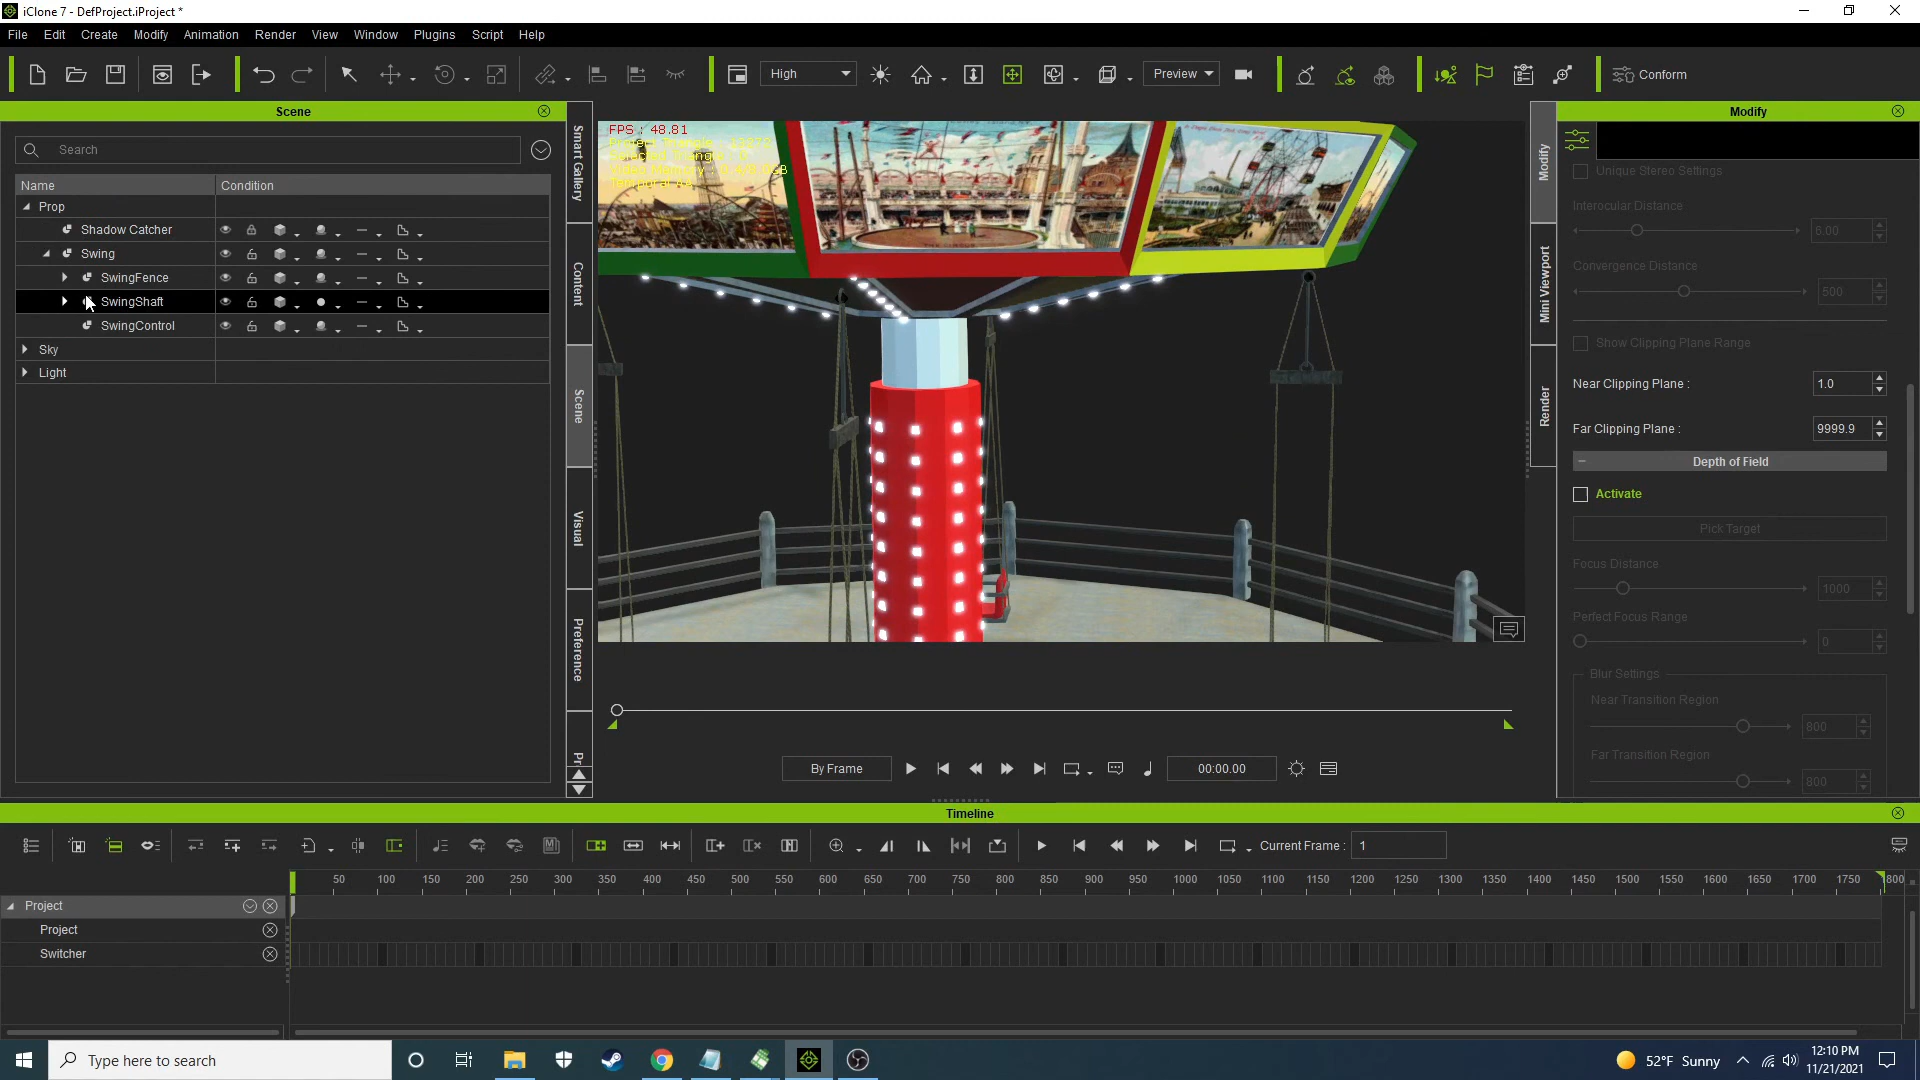 iClone 7 - DefProject.iProject *
File Edit Create Modify Animation Render View Window Plugins Script Help
High Preview Conform
Scene
Search
Name Condition
Prop
Shadow Catcher
Swing
SwingFence
SwingShaft
SwingControl
Sky
Light
Smart Gallery
Content
Scene
Visual
Preference
FPS : 48.81
By Frame
00:00.00
Modify
Mini Viewport
Render
Modify
Unique Stereo Settings
Interocular Distance
6.00
Convergence Distance
500
Show Clipping Plane Range
Near Clipping Plane : 1.0
Far Clipping Plane : 9999.9
Depth of Field
Activate
Pick Target
Focus Distance
1000
Perfect Focus Range
0
Blur Settings
Near Transition Region
800
Far Transition Region
800
Timeline
Current Frame : 1
50 100 150 200 250 300 350 400 450 500 550 600 650 700 750 800 850 900 950 1000 1050 1100 1150 1200 1250 1300 1350 1400 1450 1500 1550 1600 1650 1700 1750 800
Project
Project
Switcher
Type here to search
52°F Sunny
12:10 PM
11/21/2021